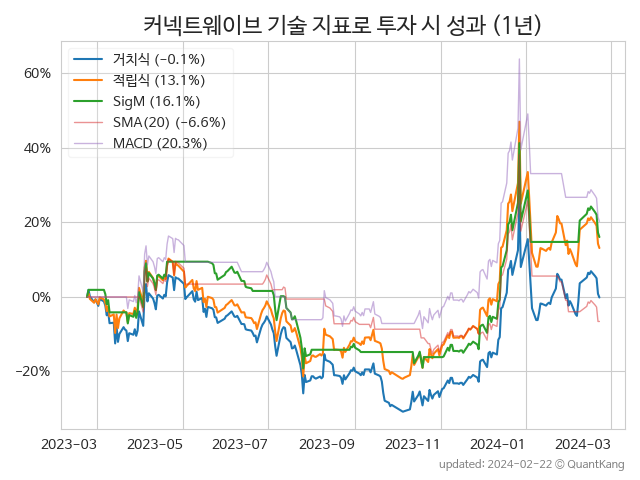 커넥트웨이브 기술 지표로 투자 시 성과 (1년)
거치식 (−0.1%)
적립식 (13.1%)
SigM (16.1%)
SMA(20) (−6.6%)
MACD (20.3%)
60%
40%
20%
0%
−20%
2023−03 2023−05 2023−07 2023−09 2023−11 2024−01 2024−03
updated: 2024−02−22 © QuantKang